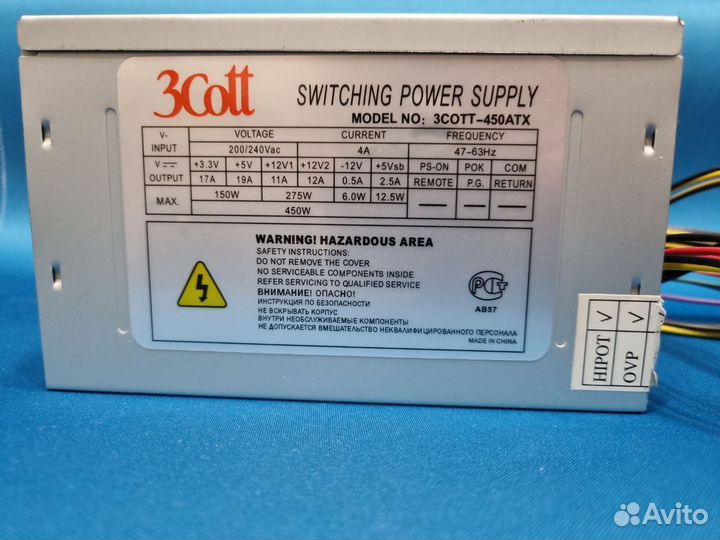 3Cott
SWITCHING POWER SUPPLY
MODEL NO: 3COTT-450ATX
V~ INPUT VOLTAGE CURRENT FREQUENCY
200/240Vac 4A 47-63Hz
V⎓ OUTPUT +3.3V +5V +12V1 +12V2 -12V +5Vsb PS-ON POK COM
17A 19A 11A 12A 0.5A 2.5A REMOTE P.G. RETURN
MAX. 150W 275W 6.0W 12.5W — — —
450W
WARNING! HAZARDOUS AREA
SAFETY INSTRUCTIONS:
DO NOT REMOVE THE COVER
NO SERVICEABLE COMPONENTS INSIDE
REFER SERVICING TO QUALIFIED SERVICE
ВНИМАНИЕ! ОПАСНО!
ИНСТРУКЦИЯ ПО БЕЗОПАСНОСТИ
НЕ ВСКРЫВАТЬ КОРПУС
ВНУТРИ НЕОБСЛУЖИВАЕМЫЕ КОМПОНЕНТЫ
НЕ ДОПУСКАЕТСЯ ВМЕШАТЕЛЬСТВО НЕКВАЛИФИЦИРОВАННОГО ПЕРСОНАЛА
MADE IN CHINA
АВ57
HIPOT √
OVP √
Avito